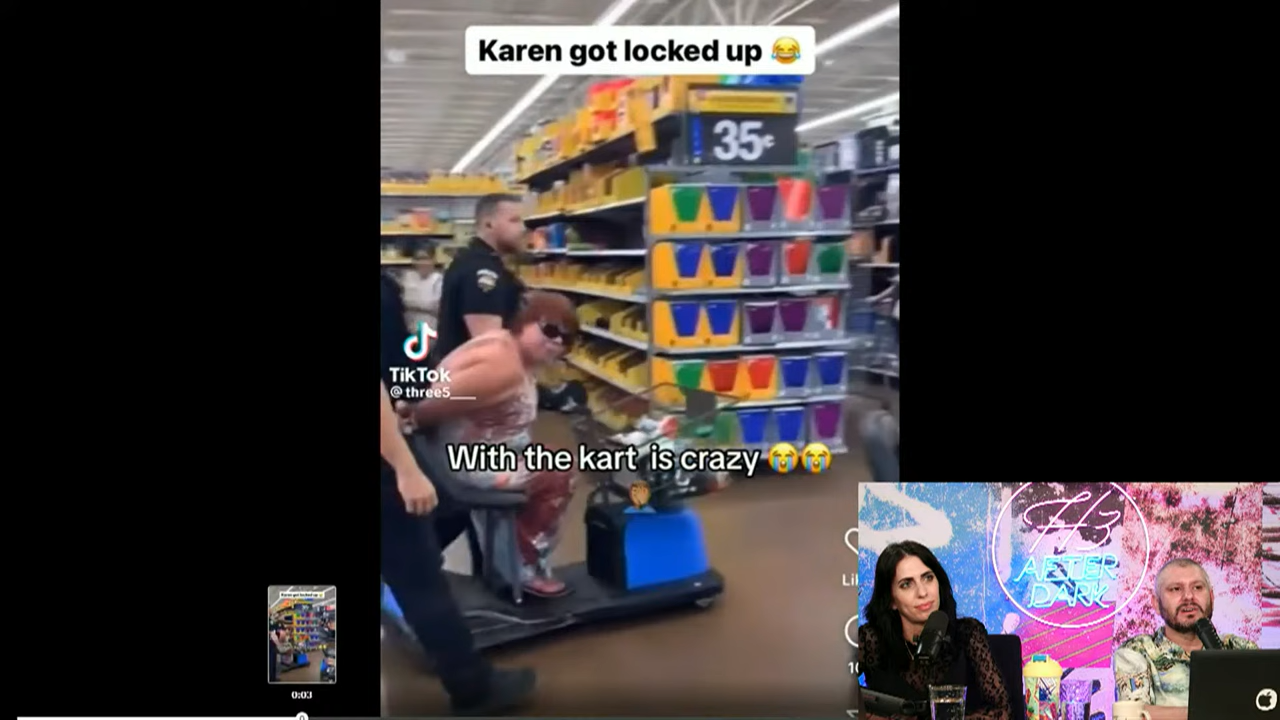 Karen got locked up 😂
35¢
TikTok
@three5___
With the kart is crazy 😭😭
0:03
H3
AFTER
DARK